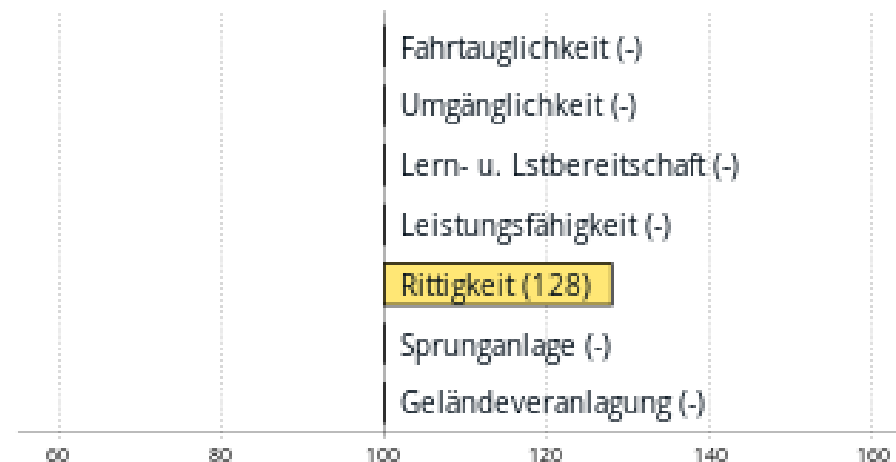 Fahrtauglichkeit (-)
Umgänglichkeit (-)
Lern- u. Lstbereitschaft (-)
Leistungsfähigkeit (-)
Rittigkeit (128)
Sprunganlage (-)
Geländeveranlagung (-)
60 80 100 120 140 160